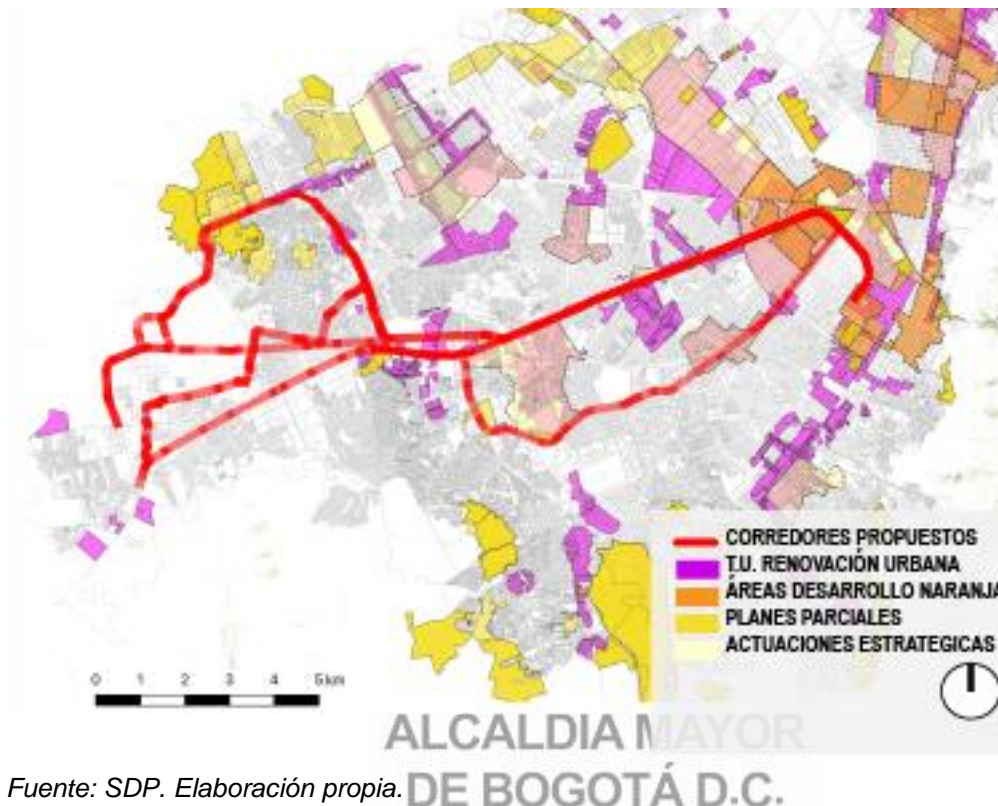 CORREDORES PROPUESTOS
T.U. RENOVACIÓN URBANA
ÁREAS DESARROLLO NARANJA
PLANES PARCIALES
ACTUACIONES ESTRATEGICAS
0 1 2 3 4 5km
ALCALDIA MAYOR
Fuente: SDP. Elaboración propia.
DE BOGOTÁ D.C.